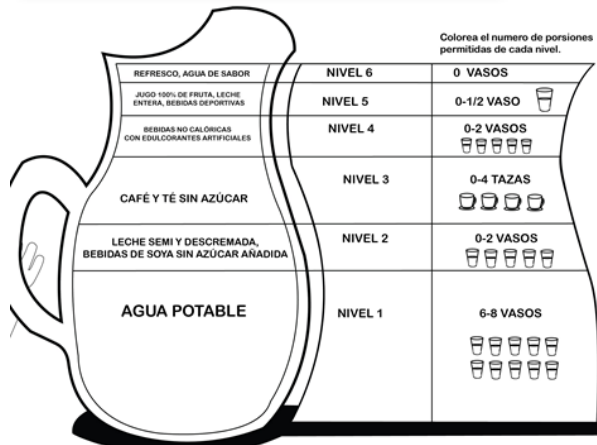 Colorea el numero de porsiones
permitidas de cada nivel.
REFRESCO, AGUA DE SABOR
NIVEL 6
0 VASOS
JUGO 100% DE FRUTA, LECHE
ENTERA, BEBIDAS DEPORTIVAS
NIVEL 5
0-1/2 VASO
BEBIDAS NO CALÓRICAS
CON EDULCORANTES ARTIFICIALES
NIVEL 4
0-2 VASOS
CAFÉ Y TÉ SIN AZÚCAR
NIVEL 3
0-4 TAZAS
LECHE SEMI Y DESCREMADA,
BEBIDAS DE SOYA SIN AZÚCAR AÑADIDA
NIVEL 2
0-2 VASOS
AGUA POTABLE
NIVEL 1
6-8 VASOS